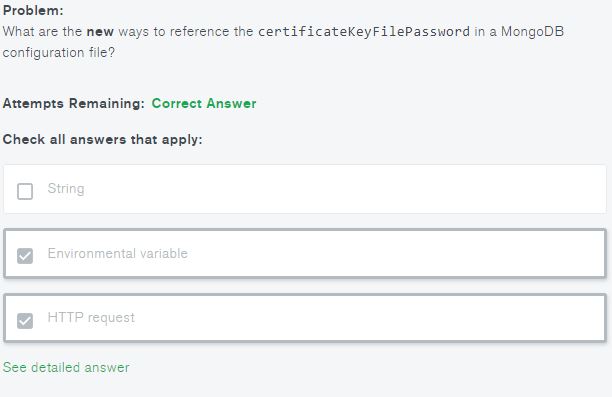 Problem:
What are the new ways to reference the certificateKeyFilePassword in a MongoDB
configuration file?
Attempts Remaining: Correct Answer
Check all answers that apply:
String
Environmental variable
HTTP request
See detailed answer